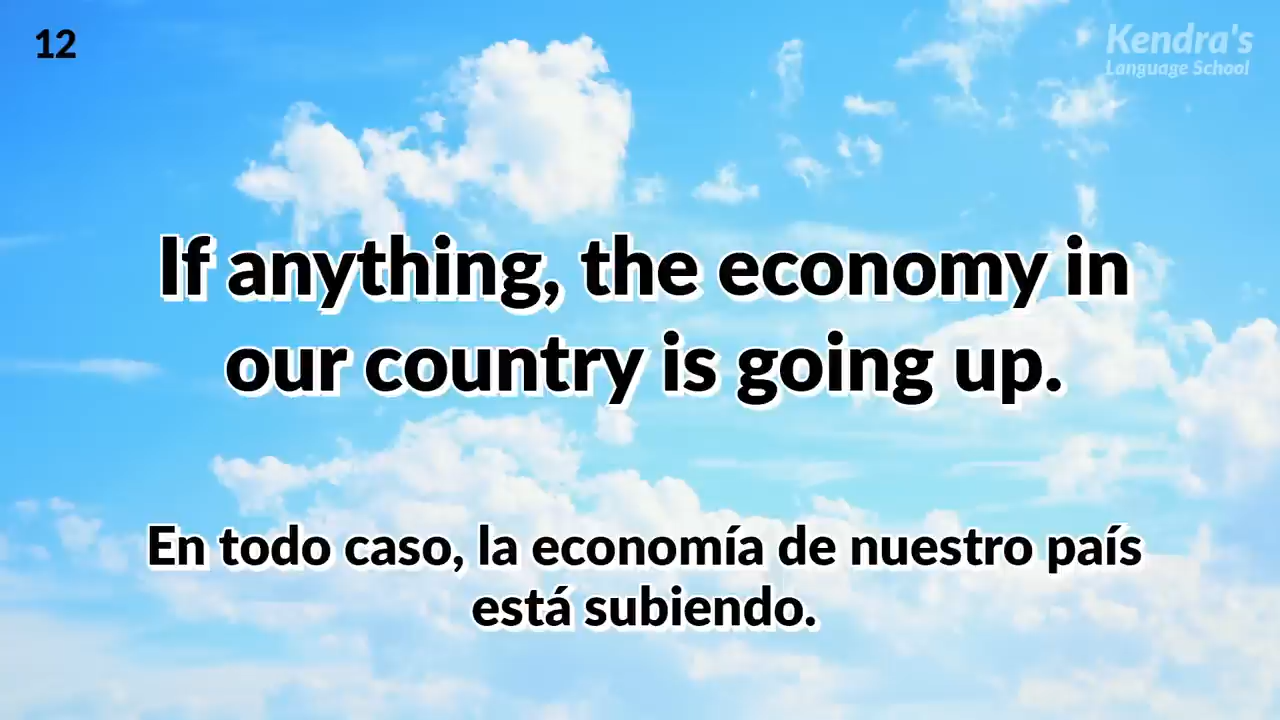 12
Kendra's
Language School
If anything, the economy in
our country is going up.
En todo caso, la economía de nuestro país
está subiendo.